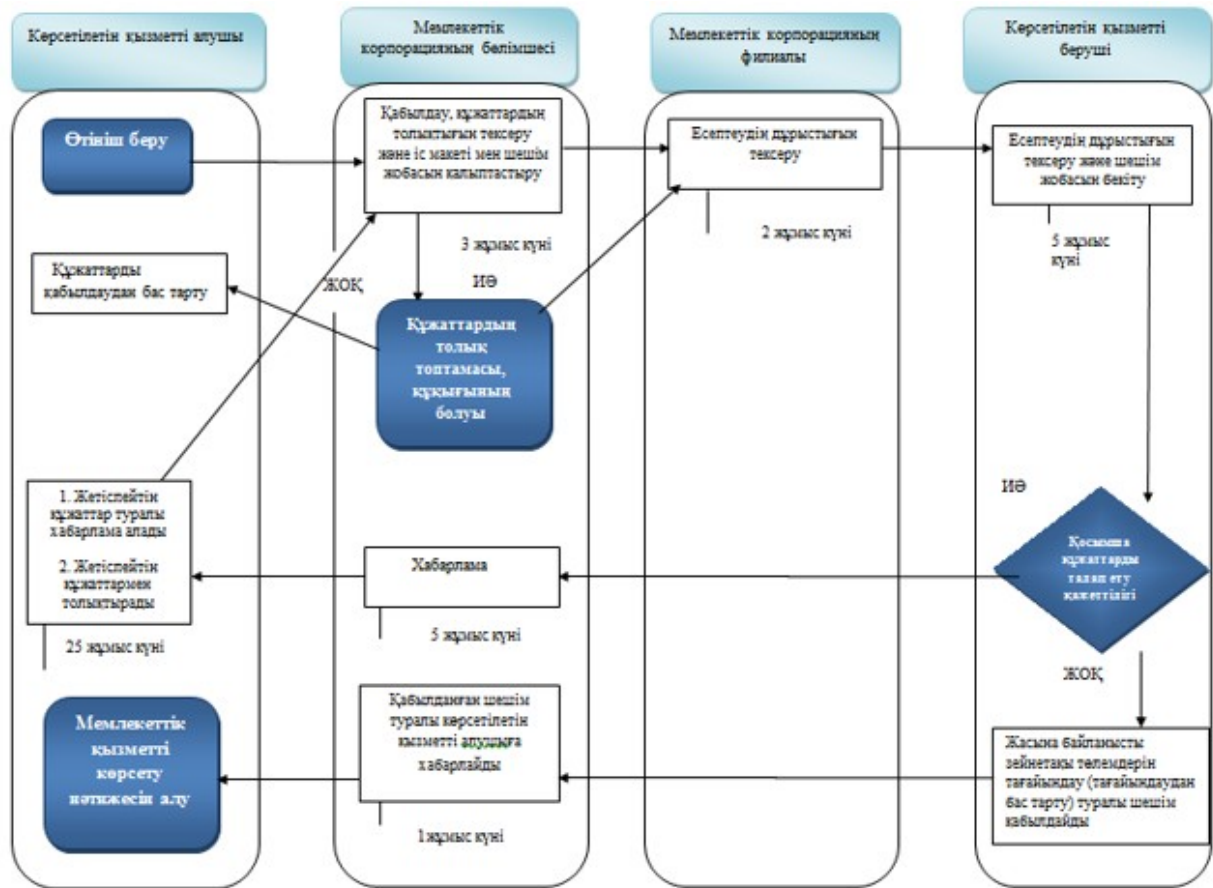 Көрсетілетін қызметті алушы
Мемлекеттік
корпорацияның бөлімшесі
Мемлекеттік корпорацияның
филиалы
Көрсетілетін қызметті
беруші
Өтініш беру
Қабылдау, құжаттардың
толықтығын тексеру
және іс макеті мен шешім
жобасын қалыптастыру
Есептеудің дұрыстығын
тексеру
Есептеудің дұрыстығын
тексеру және шешім
жобасын бекіту
3 жұмыс күні
2 жұмыс күні
5 жұмыс
күні
Құжаттарды
қабылдаудан бас тарту
ЖОҚ
ИӘ
Құжаттардың
толық
топтамасы,
құқығының
болуы
1. Жетіспейтін
құжаттар туралы
хабарлама алады
2. Жетіспейтін
құжаттармен
толықтырады
25 жұмыс күні
Хабарлама
5 жұмыс күні
ИӘ
Қосымша
құжаттарды
талап ету
қажеттілігі
ЖОҚ
Мемлекеттік
қызметті
көрсету
нәтижесін алу
Қабылданған шешім
туралы көрсетілетін
қызметті алушыға
хабарлайды
1жұмыс күні
Жасына байланысты
зейнетақы төлемдерін
тағайындау (тағайындаудан
бас тарту) туралы шешім
қабылдайды